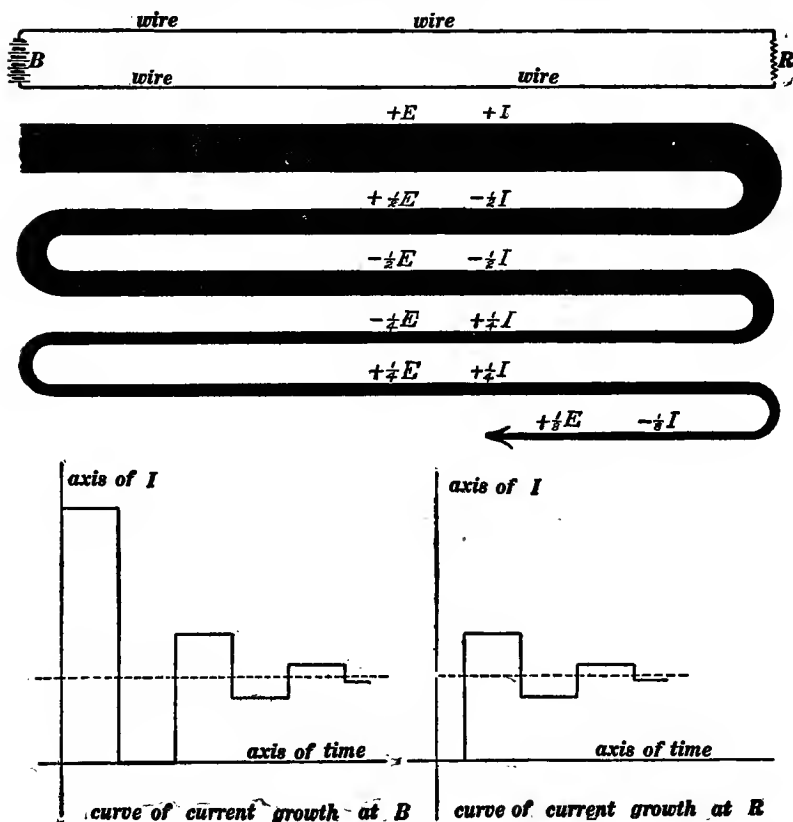 wire wire
B R
wire wire
+E +I
+½E -½I
-½E -½I
-¼E +¼I
+¼E +¼I
+⅛E -⅛I
axis of I axis of I
axis of time axis of time
curve of current growth at B curve of current growth at R